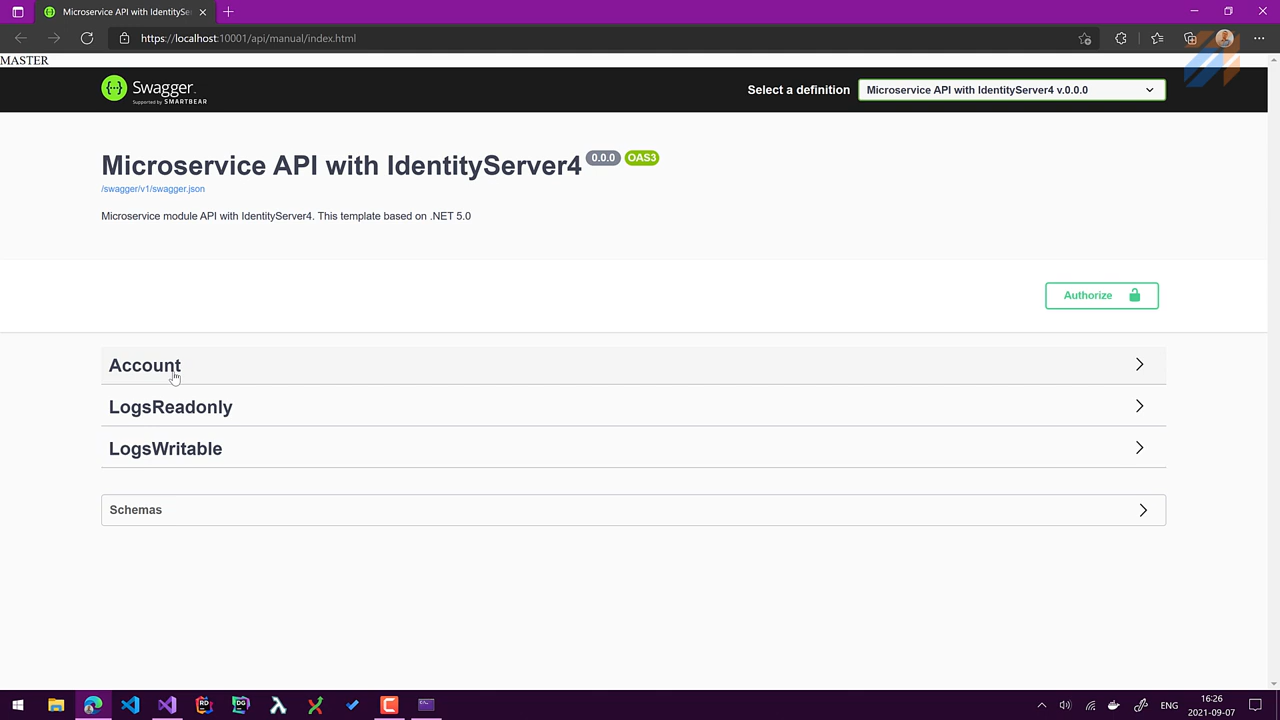 Microservice API with IdentitySe
https://localhost:10001/api/manual/index.html
MASTER
Swagger.
Supported by SMARTBEAR
Select a definition
Microservice API with IdentityServer4 v.0.0.0
Microservice API with IdentityServer4 0.0.0 OAS3
/swagger/v1/swagger.json
Microservice module API with IdentityServer4. This template based on .NET 5.0
Authorize
Account
LogsReadonly
LogsWritable
Schemas
RD
DG
ENG
16:26
2021-09-07